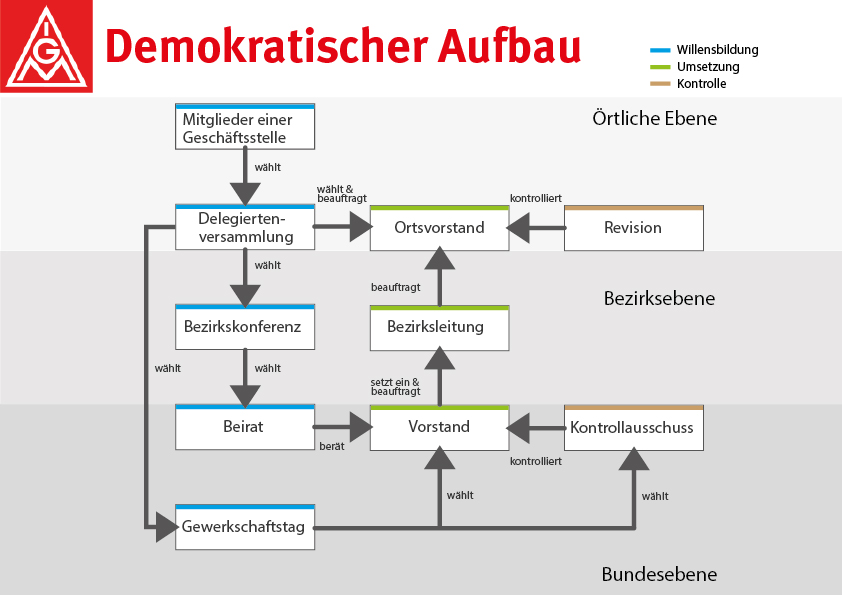 IGM
Demokratischer Aufbau
Willensbildung
Umsetzung
Kontrolle
Örtliche Ebene
Mitglieder einer
Geschäftsstelle
wählt
wählt &
beauftragt
kontrolliert
Delegierten-
versammlung
Ortsvorstand
Revision
wählt
beauftragt
Bezirksebene
Bezirkskonferenz
Bezirksleitung
wählt
wählt
setzt ein &
beauftragt
Beirat
Vorstand
Kontrollausschuss
berät
kontrolliert
wählt
wählt
Gewerkschaftstag
Bundesebene